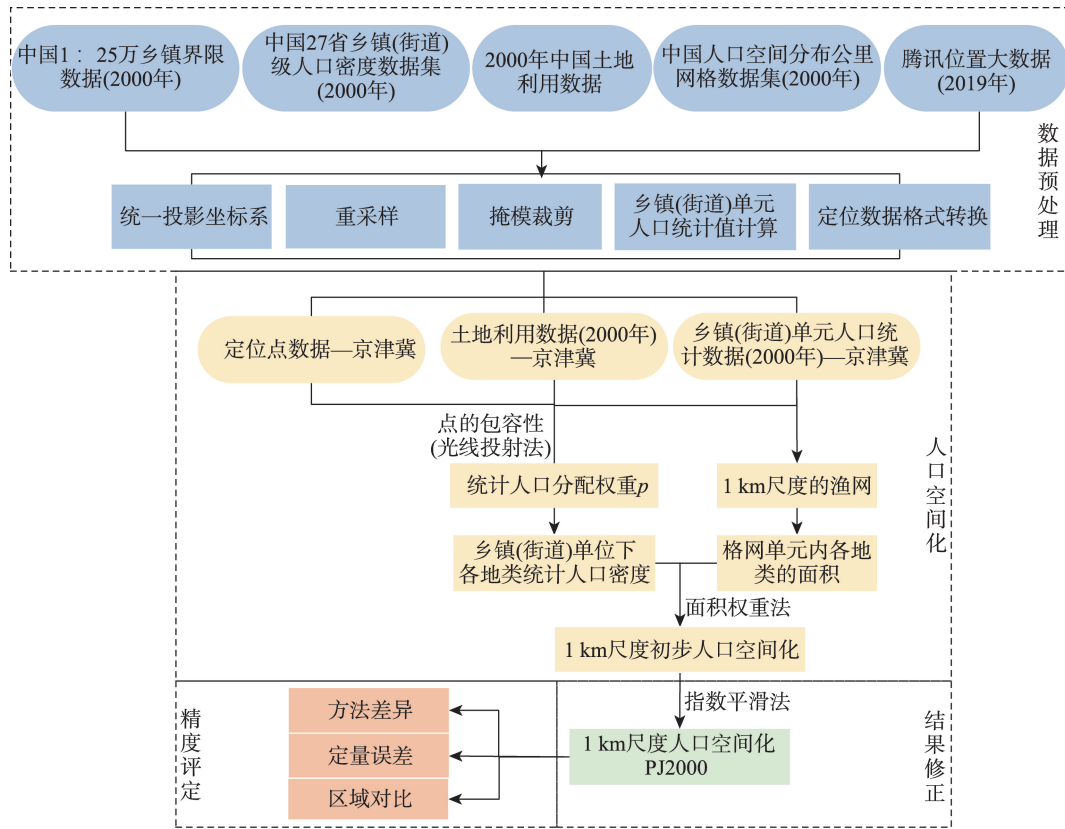 中国1：25万乡镇界限
数据(2000年)
中国27省乡镇(街道)
级人口密度数据集
(2000年)
2000年中国土地
利用数据
中国人口空间分布公里
网格数据集(2000年)
腾讯位置大数据
(2019年)
数据预处理
统一投影坐标系
重采样
掩模裁剪
乡镇(街道)单元
人口统计值计算
定位数据格式转换
定位点数据—京津冀
土地利用数据(2000年)
—京津冀
乡镇(街道)单元人口统
计数据(2000年)—京津冀
点的包容性
(光线投射法)
人口空间化
统计人口分配权重p
1 km尺度的渔网
乡镇(街道)单位下
各地类统计人口密度
格网单元内各地
类的面积
面积权重法
1 km尺度初步人口空间化
指数平滑法
精度评定
方法差异
定量误差
区域对比
1 km尺度人口空间化
PJ2000
结果修正